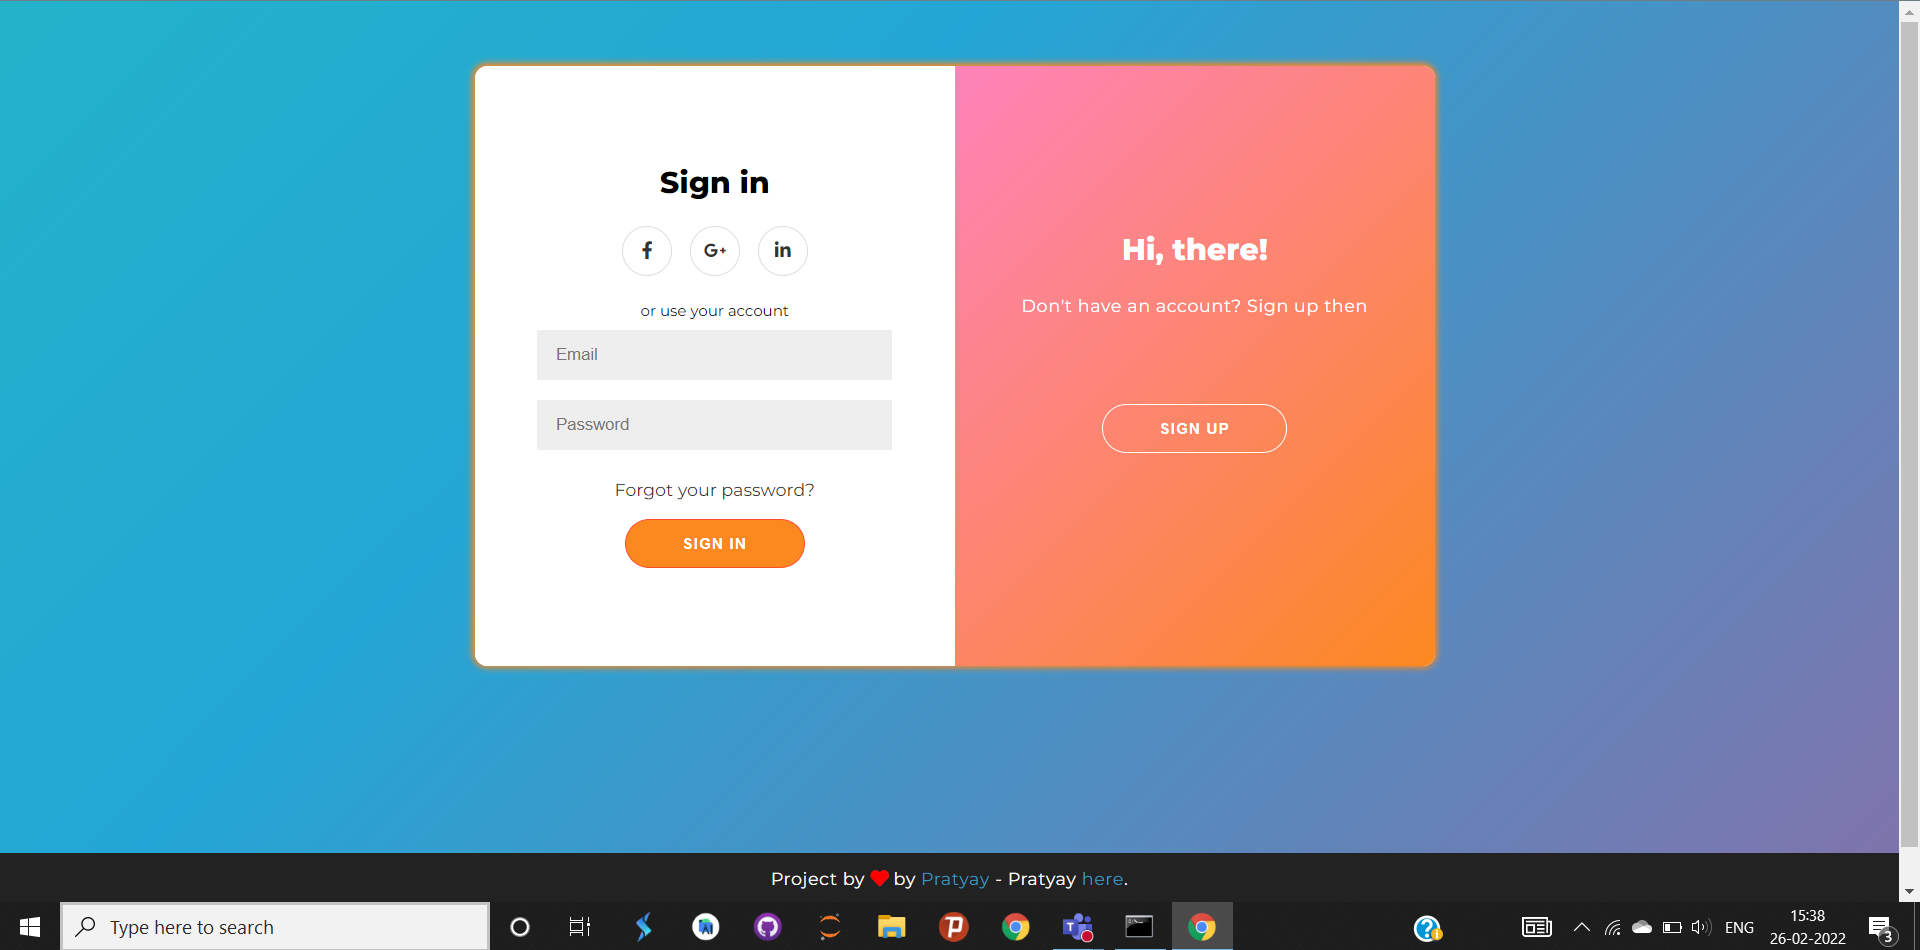 Sign in
f G+ in
or use your account
Email
Password
Forgot your password?
SIGN IN
Hi, there!
Don't have an account? Sign up then
SIGN UP
Project by ❤ by Pratyay - Pratyay here.
Type here to search
ENG
15:38
26-02-2022
3